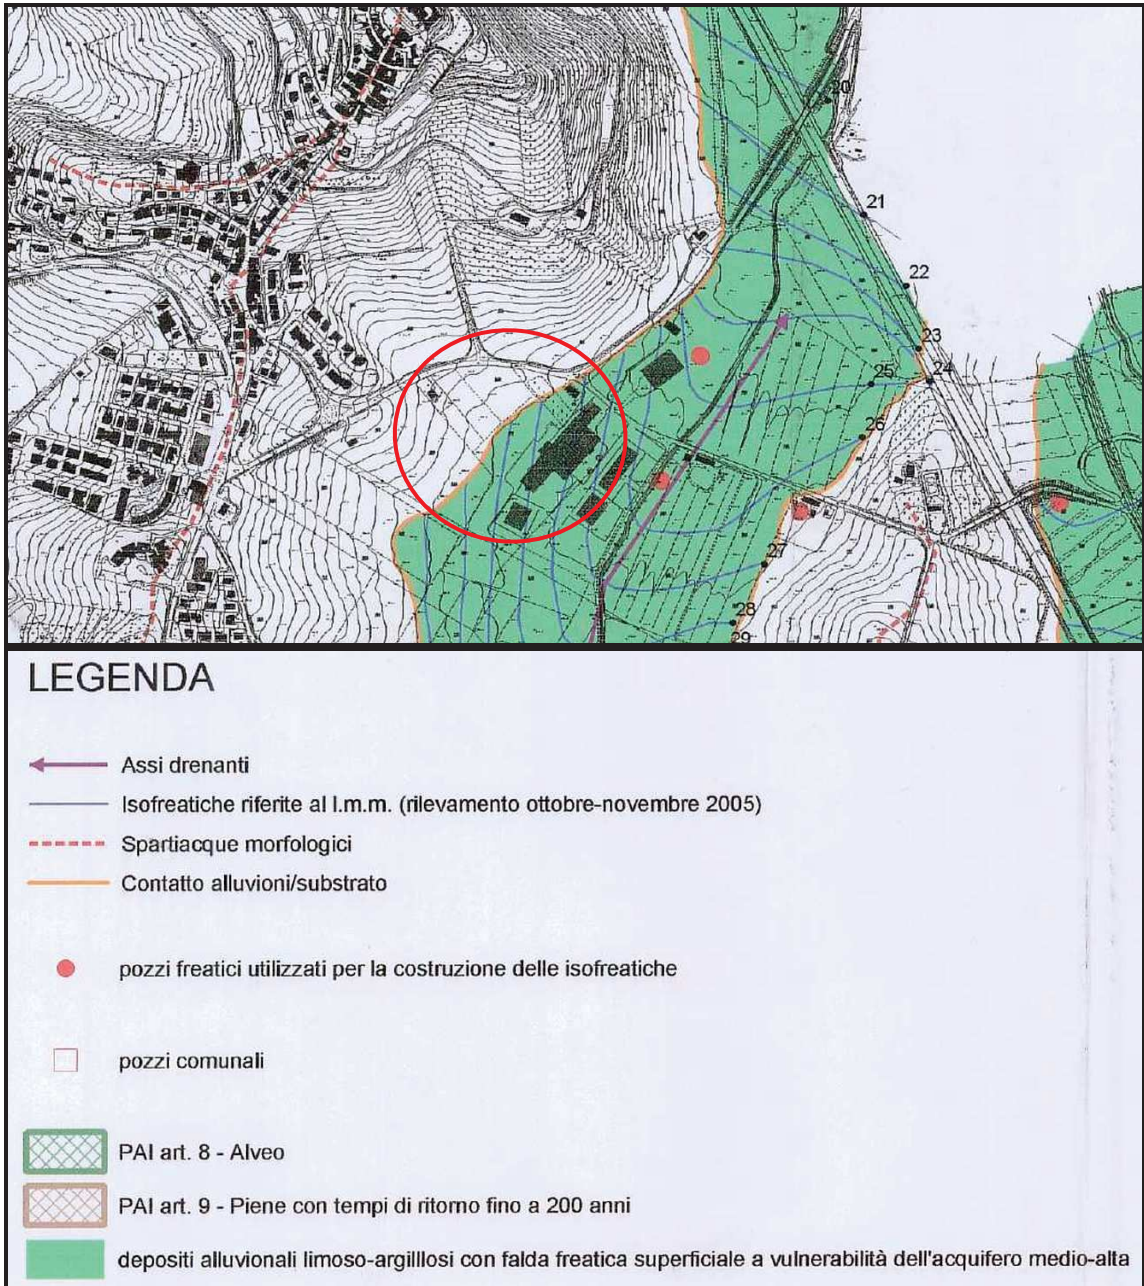 20
21
22
23
24
25
26
27
28
29
LEGENDA
Assi drenanti
Isofreatiche riferite al l.m.m. (rilevamento ottobre-novembre 2005)
Spartiacque morfologici
Contatto alluvioni/substrato
pozzi freatici utilizzati per la costruzione delle isofreatiche
pozzi comunali
PAI art. 8 - Alveo
PAI art. 9 - Piene con tempi di ritorno fino a 200 anni
depositi alluvionali limoso-argilllosi con falda freatica superficiale a vulnerabilità dell'acquifero medio-alta